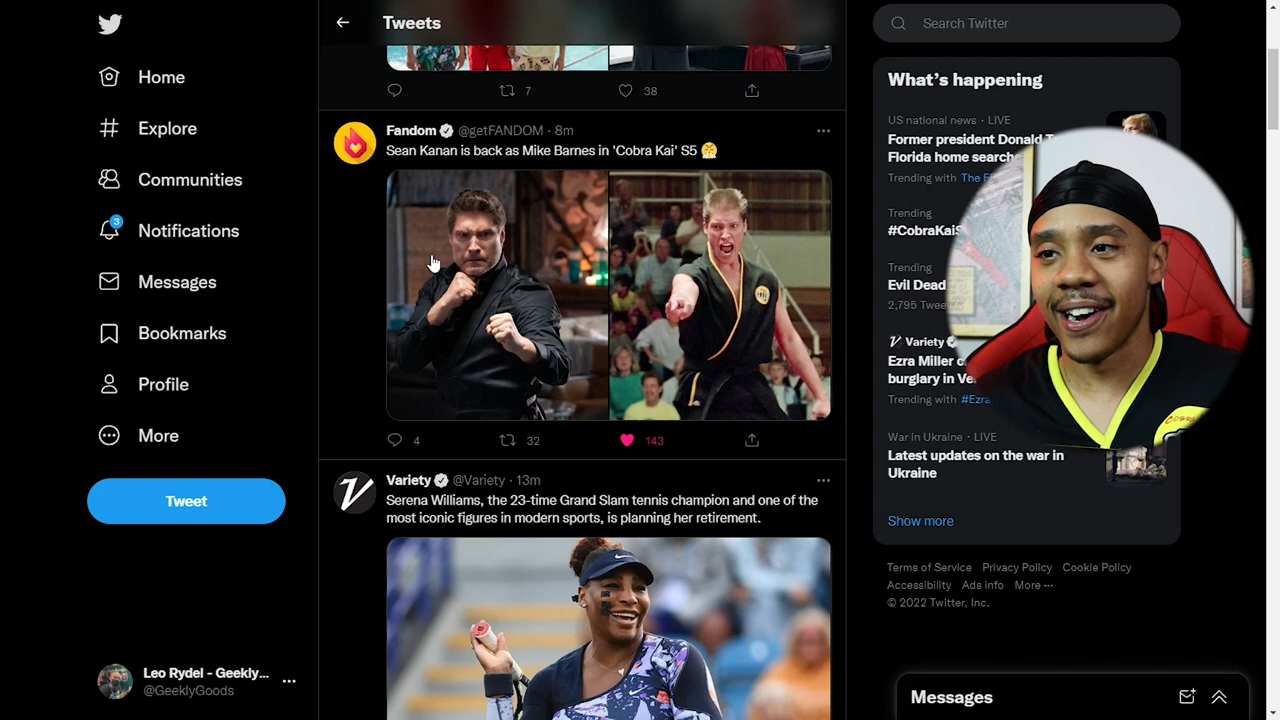 Home
Explore
Communities
3
Notifications
Messages
Bookmarks
Profile
More
Tweet
Leo Rydel - Geekly...
@GeeklyGoods
Tweets
7
38
Fandom @getFANDOM · 8m
Sean Kanan is back as Mike Barnes in 'Cobra Kai' S5 😤
4
32
143
Variety @Variety · 13m
Serena Williams, the 23-time Grand Slam tennis champion and one of the
most iconic figures in modern sports, is planning her retirement.
Search Twitter
What's happening
US national news · LIVE
Former president Donald
Florida home
Trending with The
Trending
Trending
Evil Dead
2,795
Variety
Ezra Miller
burglary in
Trending with
War in Ukraine · LIVE
Latest updates on the war in
Ukraine
Show more
Terms of Service Privacy Policy Cookie Policy
Accessibility Ads info More ···
© 2022 Twitter, Inc.
Messages